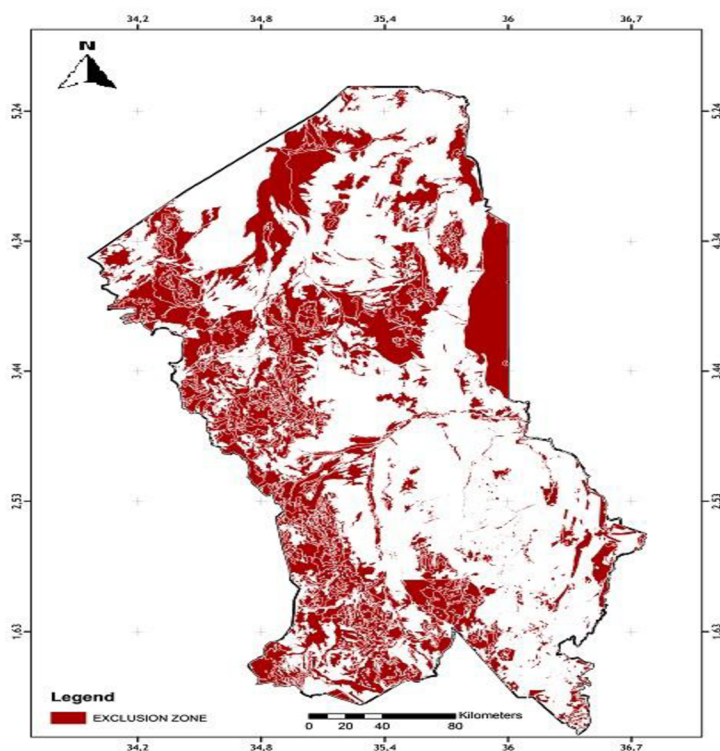 34,2 34,8 35,4 36 36,7
N
5.24 5.24
4.34 4.34
3.44 3.44
2.53 2.53
1.63 1.63
Legend
EXCLUSION ZONE
Kilometers
0 20 40 80
34,2 34,8 35,4 36 36,7